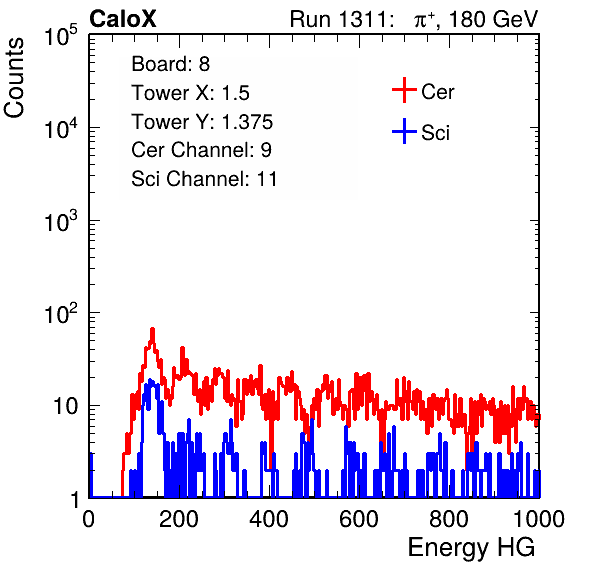 CaloX Run 1311: π⁺, 180 GeV
Counts
Board: 8
Tower X: 1.5
Tower Y: 1.375
Cer Channel: 9
Sci Channel: 11
Cer
Sci
10⁵
10⁴
10³
10²
10
1
0 200 400 600 800 1000
Energy HG